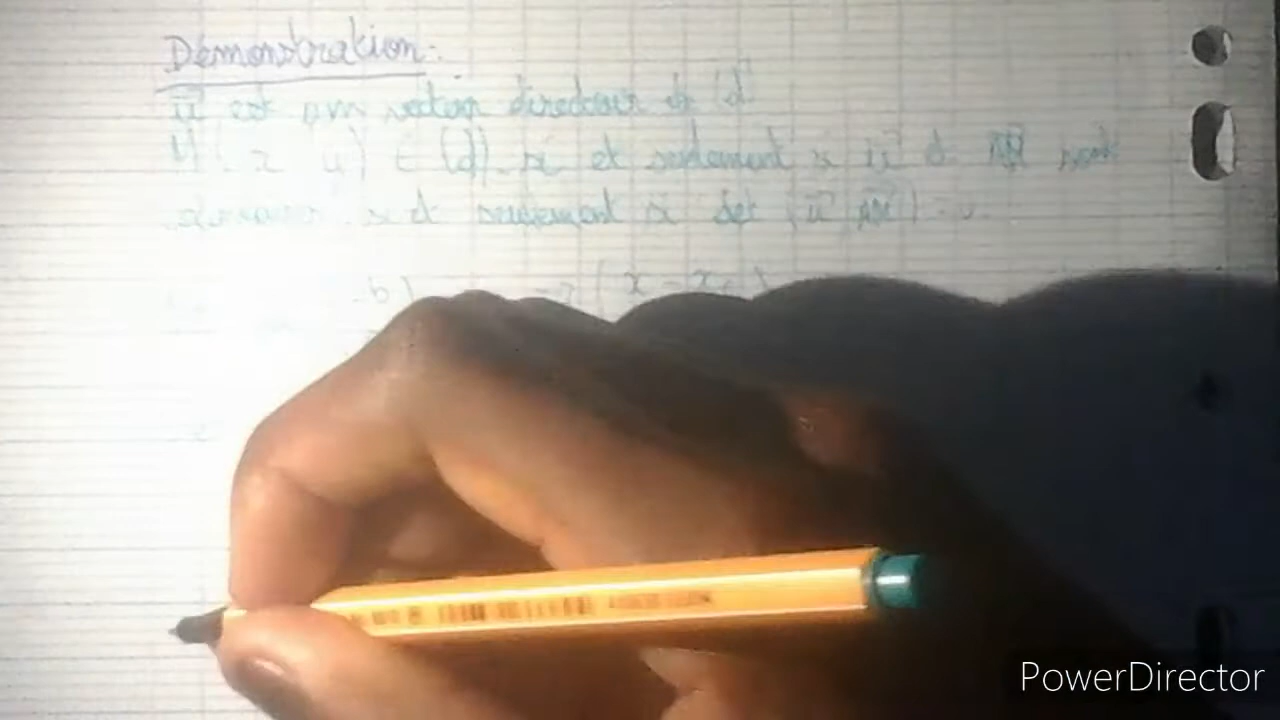 Démonstration:
u⃗ est un vecteur directeur de (d)
M(x y) ∈ (d) si et seulement si u⃗ et AM⃗ sont
colinéaires si et seulement si det (u⃗ AM⃗) = 0
-b) (x - x
PowerDirector